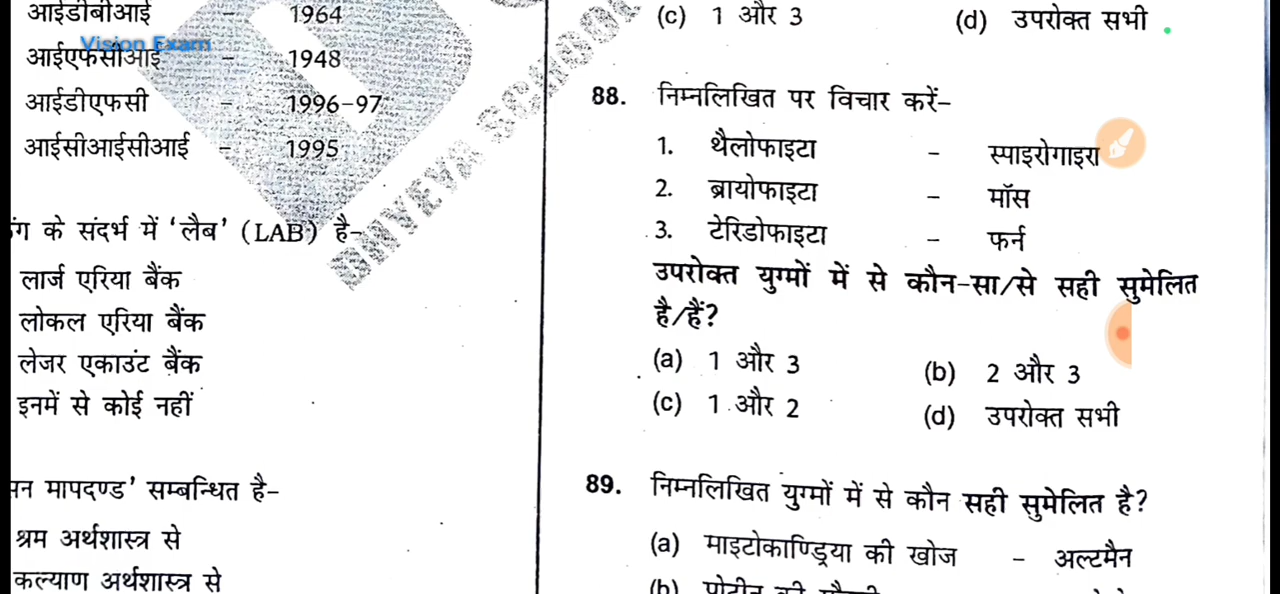 आईडीबीआई - 1964
Vision Exam
आईएफसीआई - 1948
आईडीएफसी - 1996-97
आईसीआईसीआई - 1995
के संदर्भ में ‘लैब’ (LAB) है-
लार्ज एरिया बैंक
लोकल एरिया बैंक
लेजर एकाउंट बैंक
इनमें से कोई नहीं
मापदण्ड’ सम्बन्धित है-
श्रम अर्थशास्त्र से
कल्याण अर्थशास्त्र से
DHYEYA
(c) 1 और 3 (d) उपरोक्त सभी
88. निम्नलिखित पर विचार करें-
1. थैलोफाइटा - स्पाइरोगाइरा
2. ब्रायोफाइटा - मॉस
3. टेरिडोफाइटा - फर्न
उपरोक्त युग्मों में से कौन-सा/से सही सुमेलित
है/हैं?
(a) 1 और 3 (b) 2 और 3
(c) 1 और 2 (d) उपरोक्त सभी
89. निम्नलिखित युग्मों में से कौन सही सुमेलित है?
(a) माइटोकाण्ड्रिया की खोज - अल्टमैन
(b) प्रोटीन की